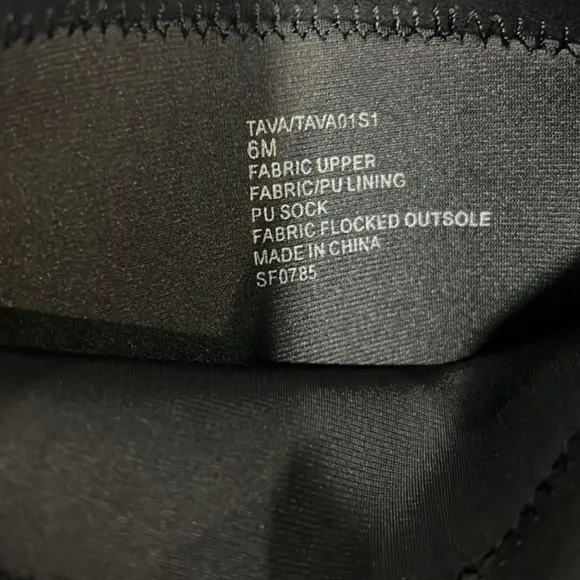 TAVA/TAVA01S1
6M
FABRIC UPPER
FABRIC/PU LINING
PU SOCK
FABRIC FLOCKED OUTSOLE
MADE IN CHINA
SF0785